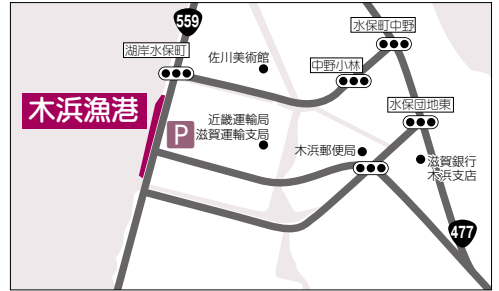 559
水保町中野
湖岸水保町
佐川美術館
中野小林
木浜漁港
水保団地東
P
近畿運輸局
滋賀運輸支局
木浜郵便局
滋賀銀行
木浜支店
477